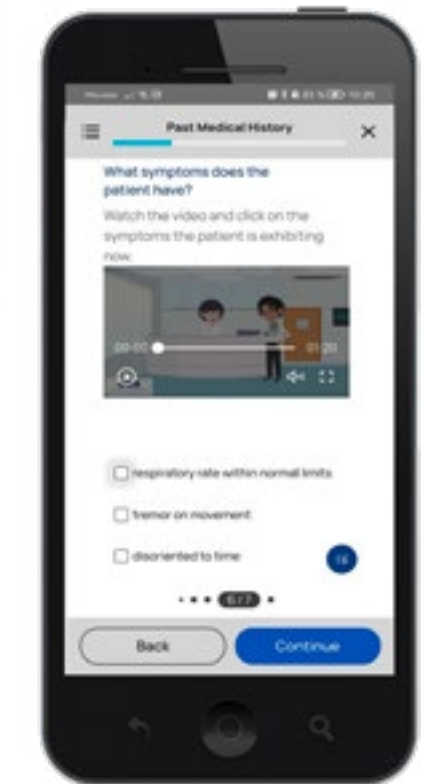 Past Medical History
What symptoms does the
patient have?
Watch the video and click on the
symptoms the patient is exhibiting
now.
00:00
01:20
respiratory rate within normal limits
tremor on movement
disoriented to time
6 / 7
Back
Continue